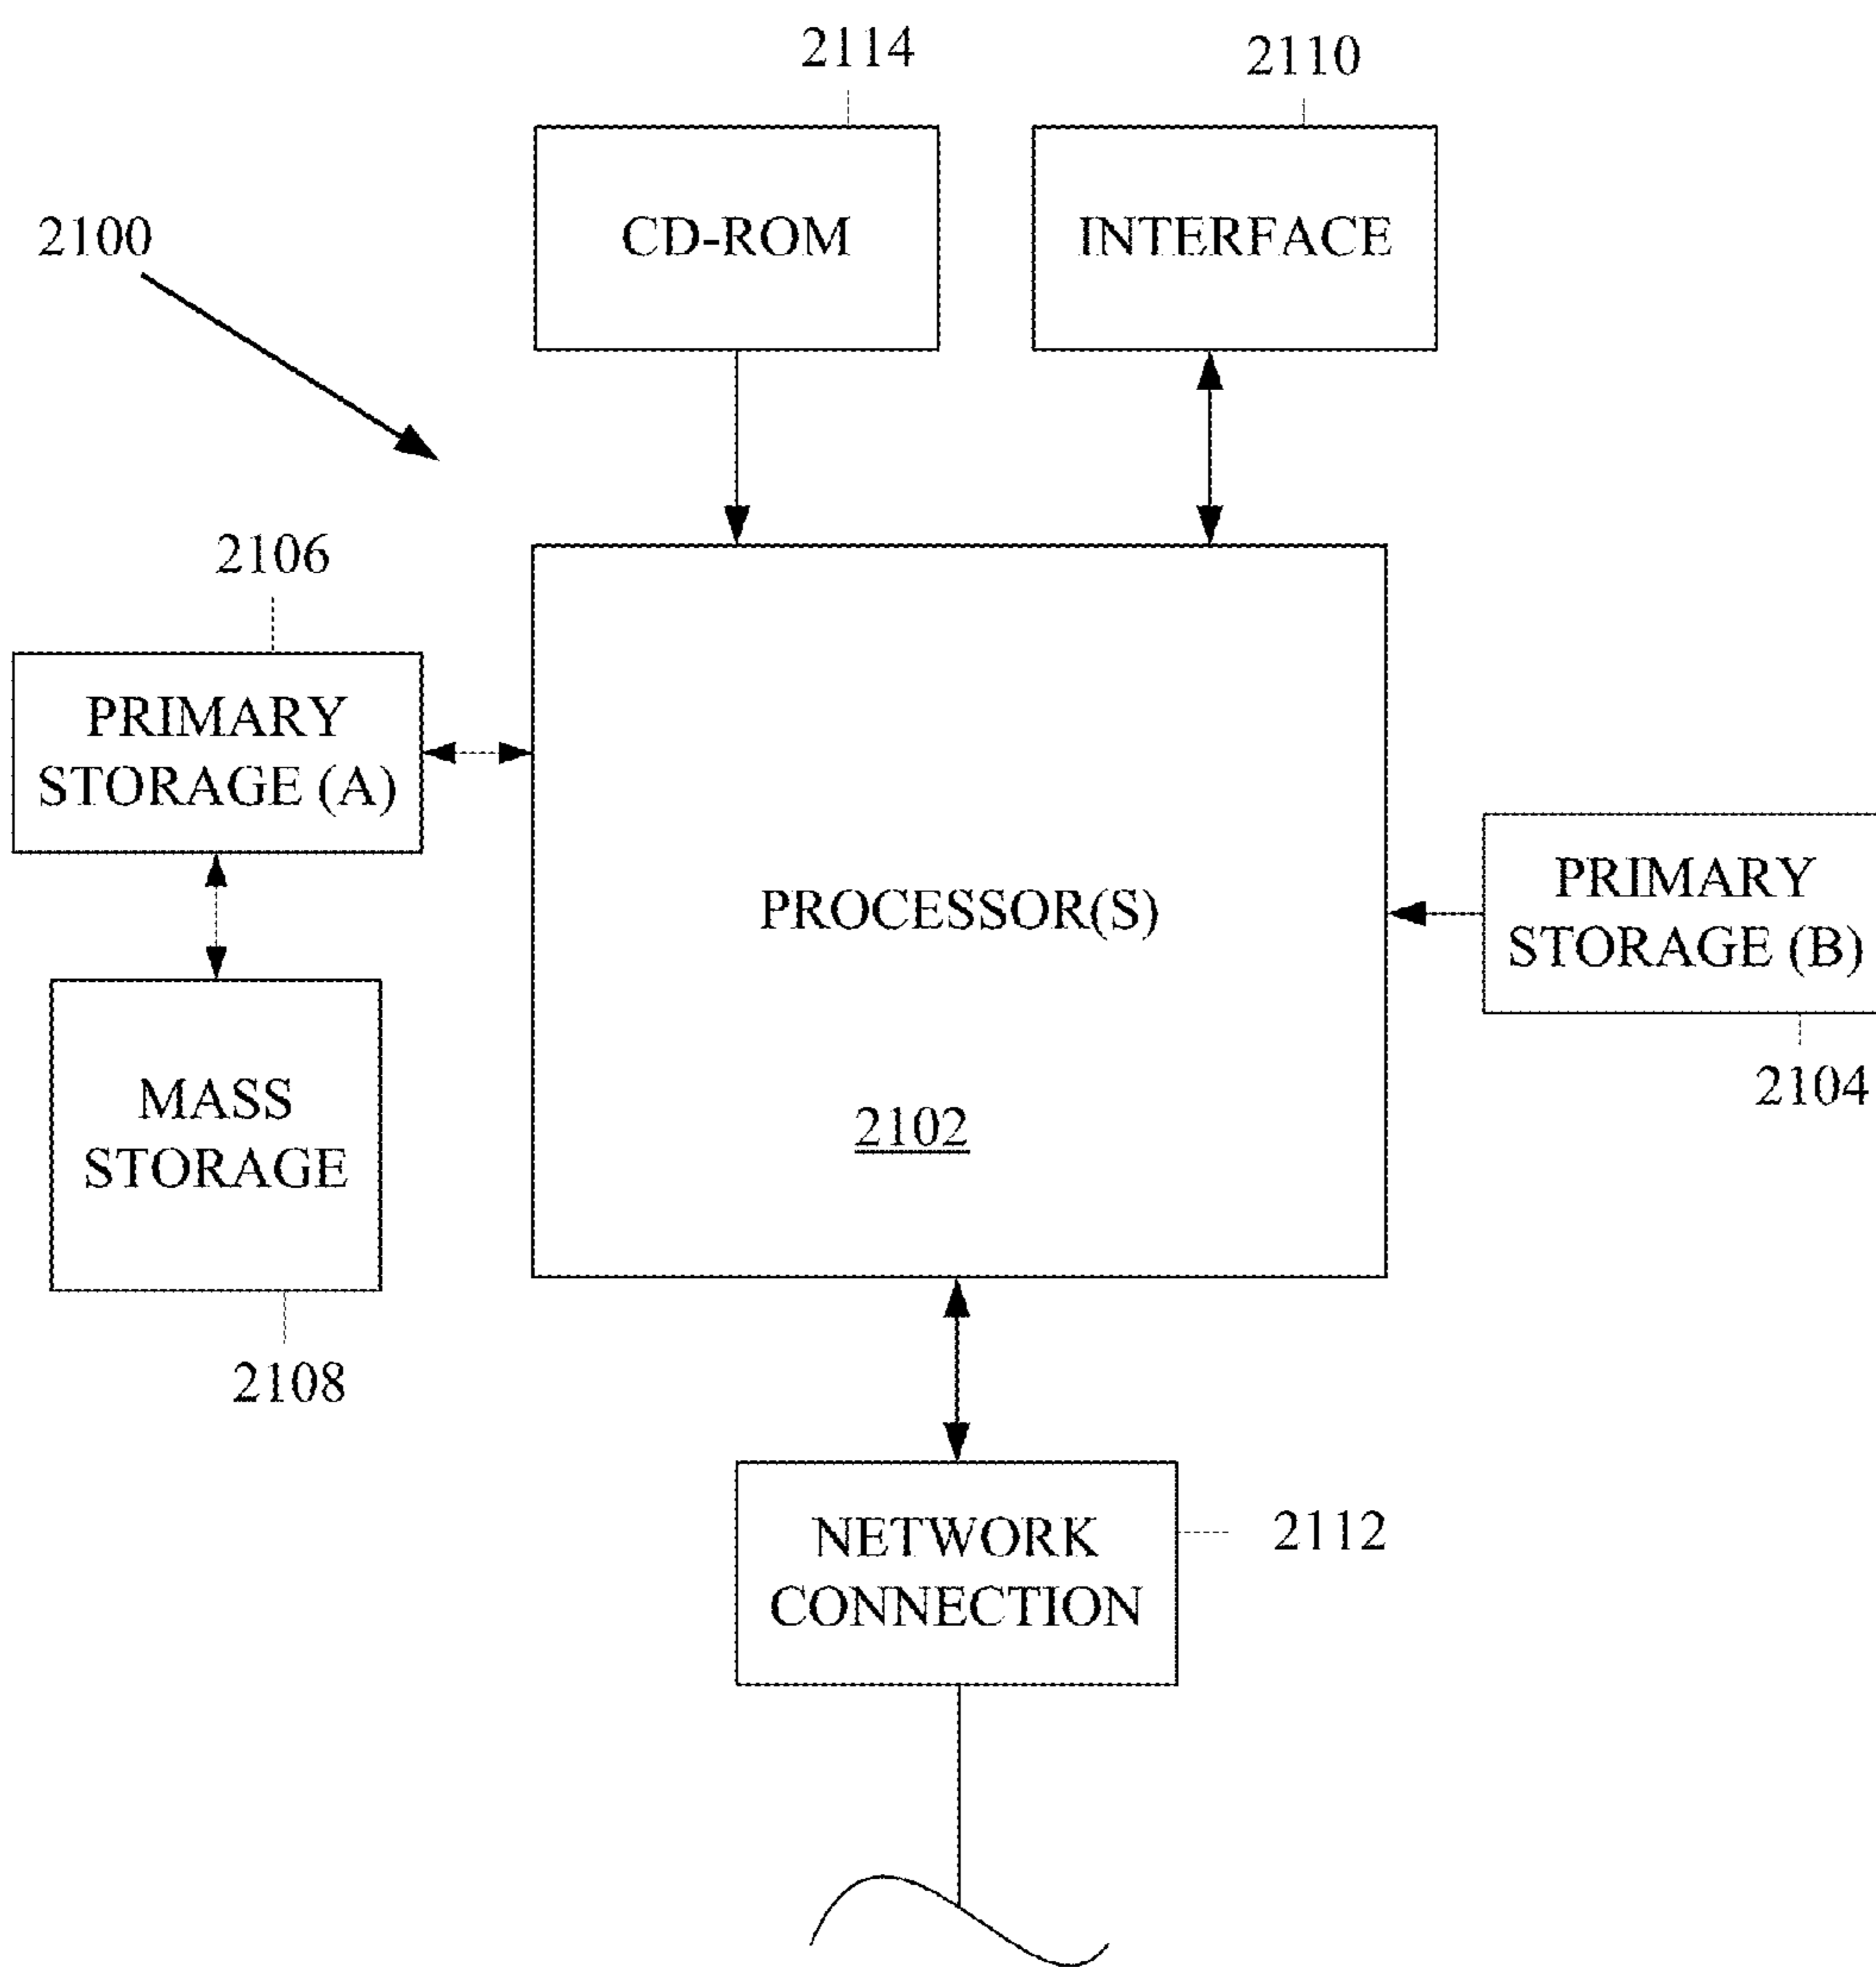 2114
2110
2100
CD-ROM
INTERFACE
2106
PRIMARY
STORAGE (A)
PROCESSOR(S)
2102
PRIMARY
STORAGE (B)
2104
MASS
STORAGE
2108
NETWORK
CONNECTION
2112